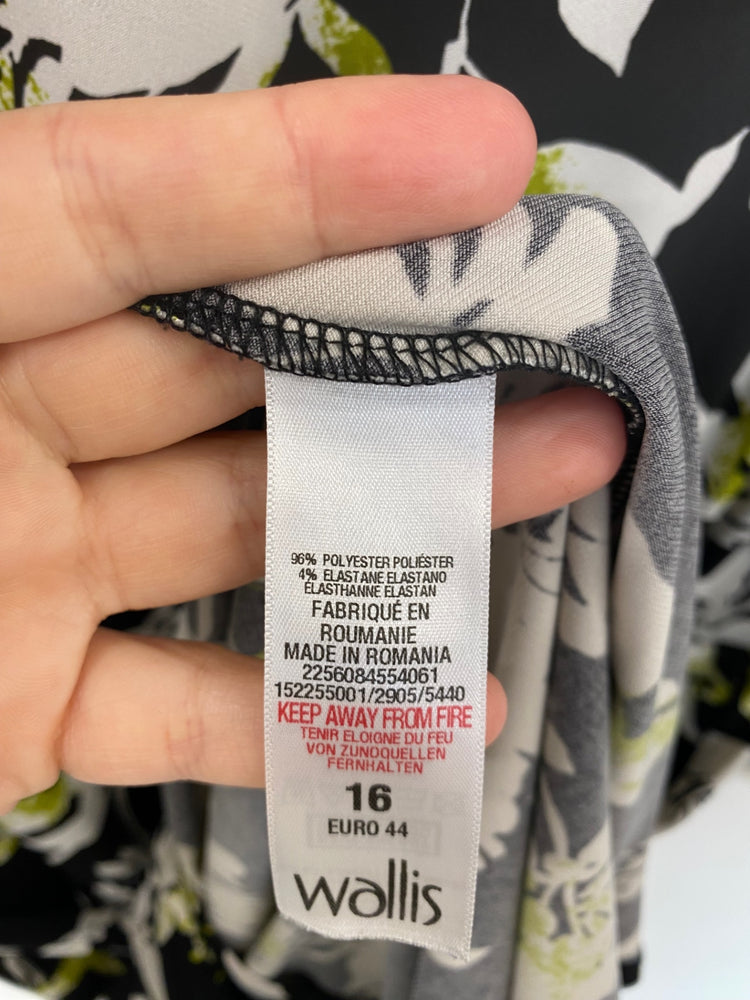 96% POLYESTER POLIÉSTER
4% ELASTANE ELASTANO
ÉLASTHANNE ELASTAN
FABRIQUÉ EN
ROUMANIE
MADE IN ROMANIA
2256084554061
152255001/2905/5440
KEEP AWAY FROM FIRE
TENIR ELOIGNE DU FEU
VON ZUNDQUELLEN
FERNHALTEN
16
EURO 44
wallis